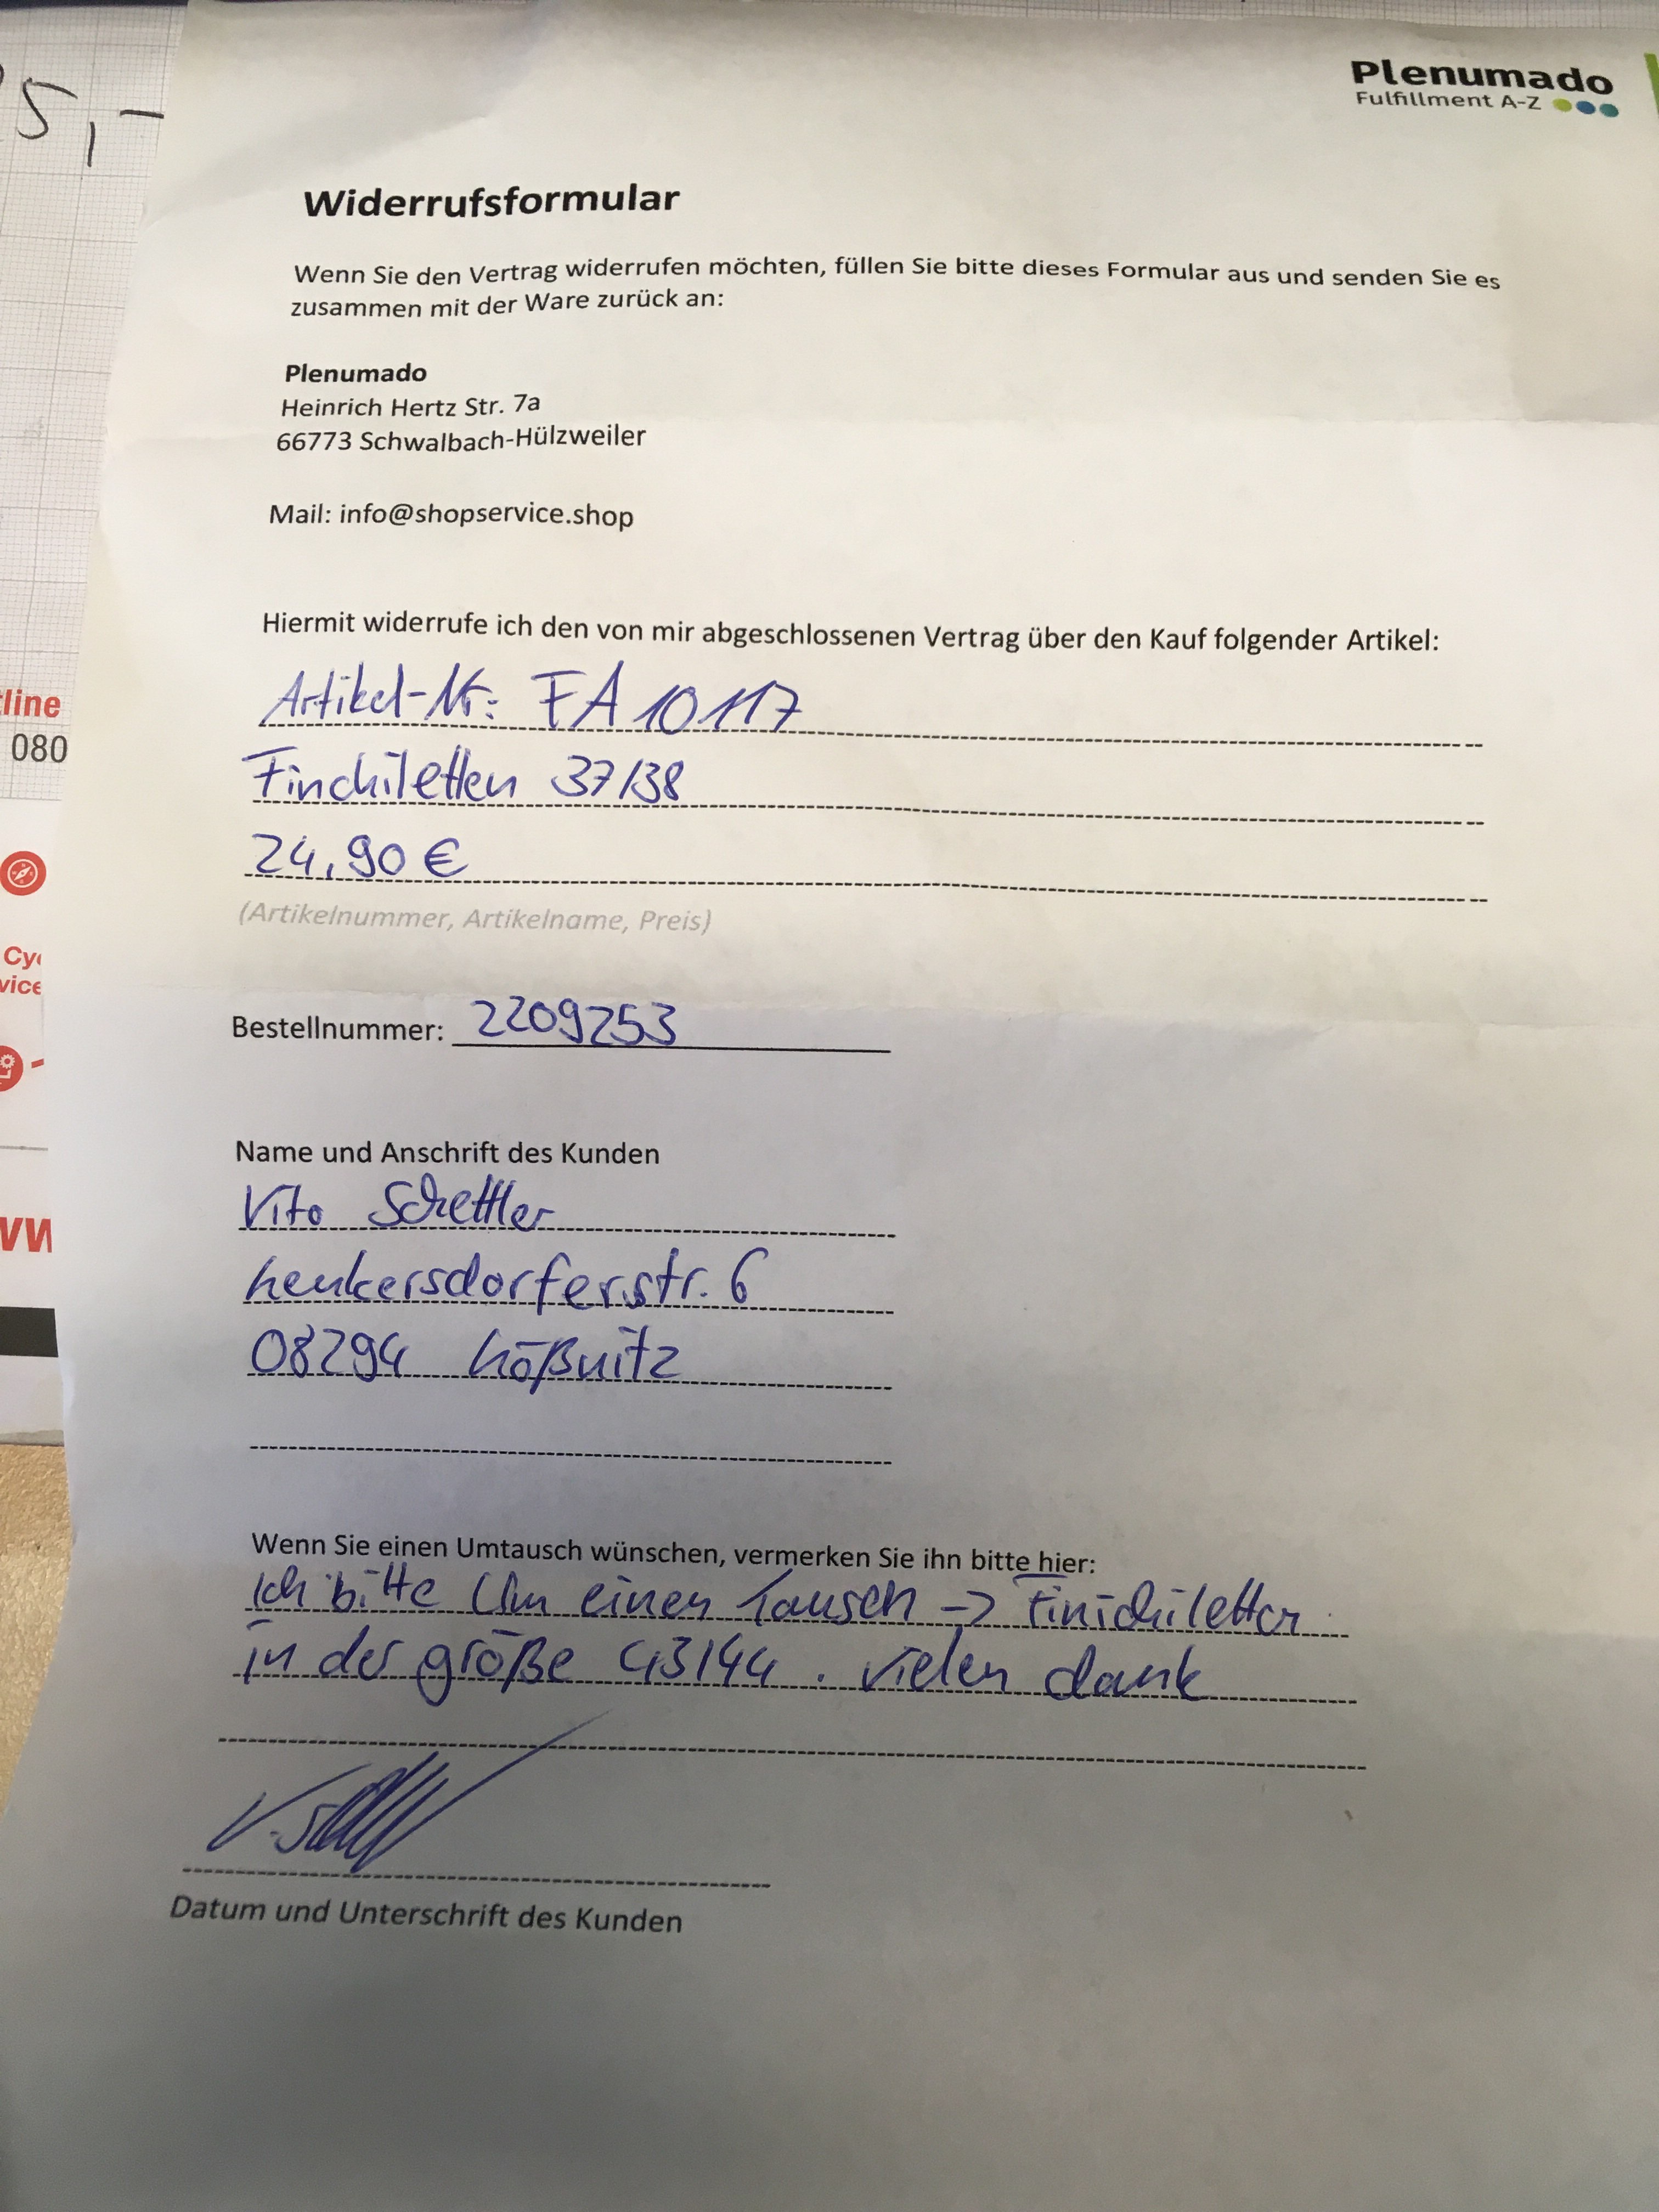 5,-
Plenumado
Fulfillment A-Z
Widerrufsformular
Wenn Sie den Vertrag widerrufen möchten, füllen Sie bitte dieses Formular aus und senden Sie es
zusammen mit der Ware zurück an:
Plenumado
Heinrich Hertz Str. 7a
66773 Schwalbach-Hülzweiler
Mail: info@shopservice.shop
Hiermit widerrufe ich den von mir abgeschlossenen Vertrag über den Kauf folgender Artikel:
Artikel-Nr: FA10117
Finchiletten 37/38
24,90 €
(Artikelnummer, Artikelname, Preis)
Bestellnummer: 2209253
Name und Anschrift des Kunden
Vito Schettler
lenkersdorferstr. 6
08294 Lößnitz
Wenn Sie einen Umtausch wünschen, vermerken Sie ihn bitte hier:
Ich bitte Um einen Tausch -> Finichiletten
in der größe 43/44. vielen dank
Datum und Unterschrift des Kunden
line
080
Cy
vice